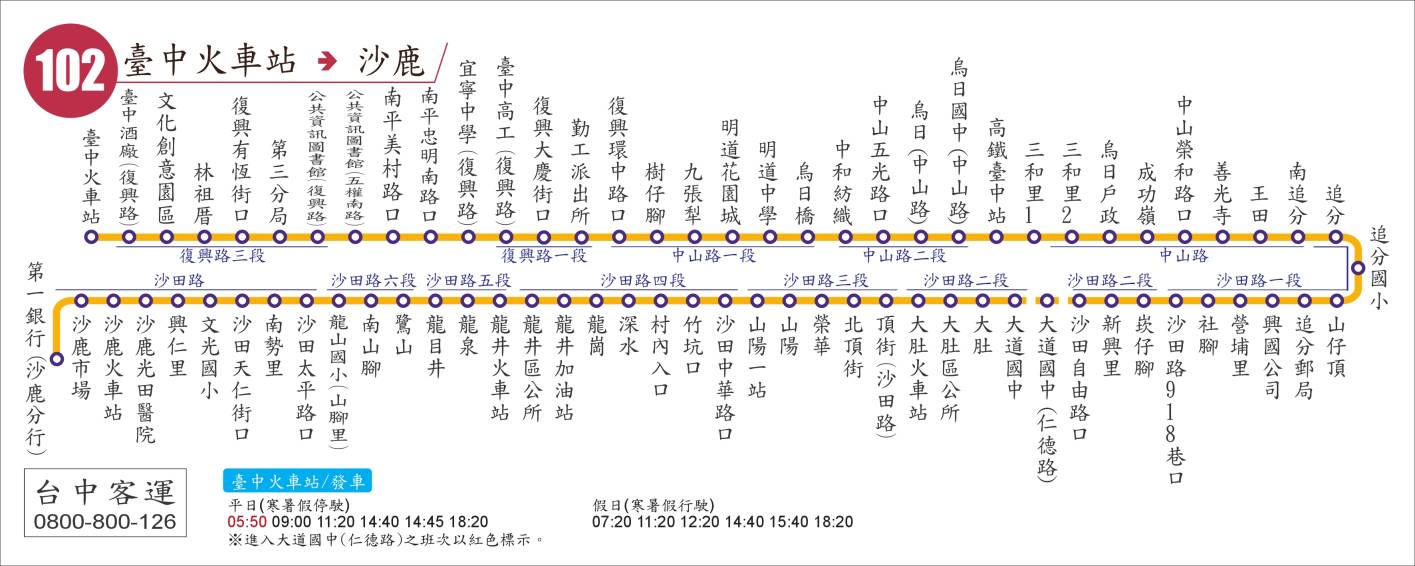 102
臺中火車站 → 沙鹿
臺中火車站
臺中酒廠(復興路)
文化創意園區
林祖厝
復興有恆街口
第三分局
公共資訊圖書館(復興路)
公共資訊圖書館(五權南路)
南平美村路口
南平忠明南路口
宜寧中學(復興路)
臺中高工(復興路)
復興大慶街口
勤工派出所
復興環中路口
樹仔腳
九張犁
明道花園城
明道中學
烏日橋
中和紡織
中山五光路口
烏日(中山路)
烏日國中(中山路)
高鐵臺中站
三和里1
三和里2
烏日戶政
成功嶺
中山榮和路口
善光寺
王田
南追分
追分
追分國小
復興路三段
復興路一段
中山路一段
中山路二段
中山路
沙田路
沙田路六段
沙田路五段
沙田路四段
沙田路三段
沙田路二段
沙田路二段
沙田路一段
第一銀行(沙鹿分行)
沙鹿市場
沙鹿火車站
沙鹿光田醫院
興仁里
文光國小
沙田天仁街口
南勢里
沙田太平路口
龍山國小(山腳里)
南山腳
鷺山
龍目井
龍泉
龍井火車站
龍井區公所
龍井加油站
龍崗
深水
村內入口
竹坑口
沙田中華路口
山陽一站
山陽
榮華
北頂街
頂街(沙田路)
大肚火車站
大肚區公所
大肚
大道國中
大道國中(仁德路)
沙田自由路口
新興里
崁仔腳
沙田路918巷口
社腳
營埔里
興國公司
追分郵局
山仔頂
台中客運
0800-800-126
臺中火車站/發車
平日(寒暑假停駛)
05:50 09:00 11:20 14:40 14:45 18:20
※進入大道國中(仁德路)之班次以紅色標示。
假日(寒暑假行駛)
07:20 11:20 12:20 14:40 15:40 18:20